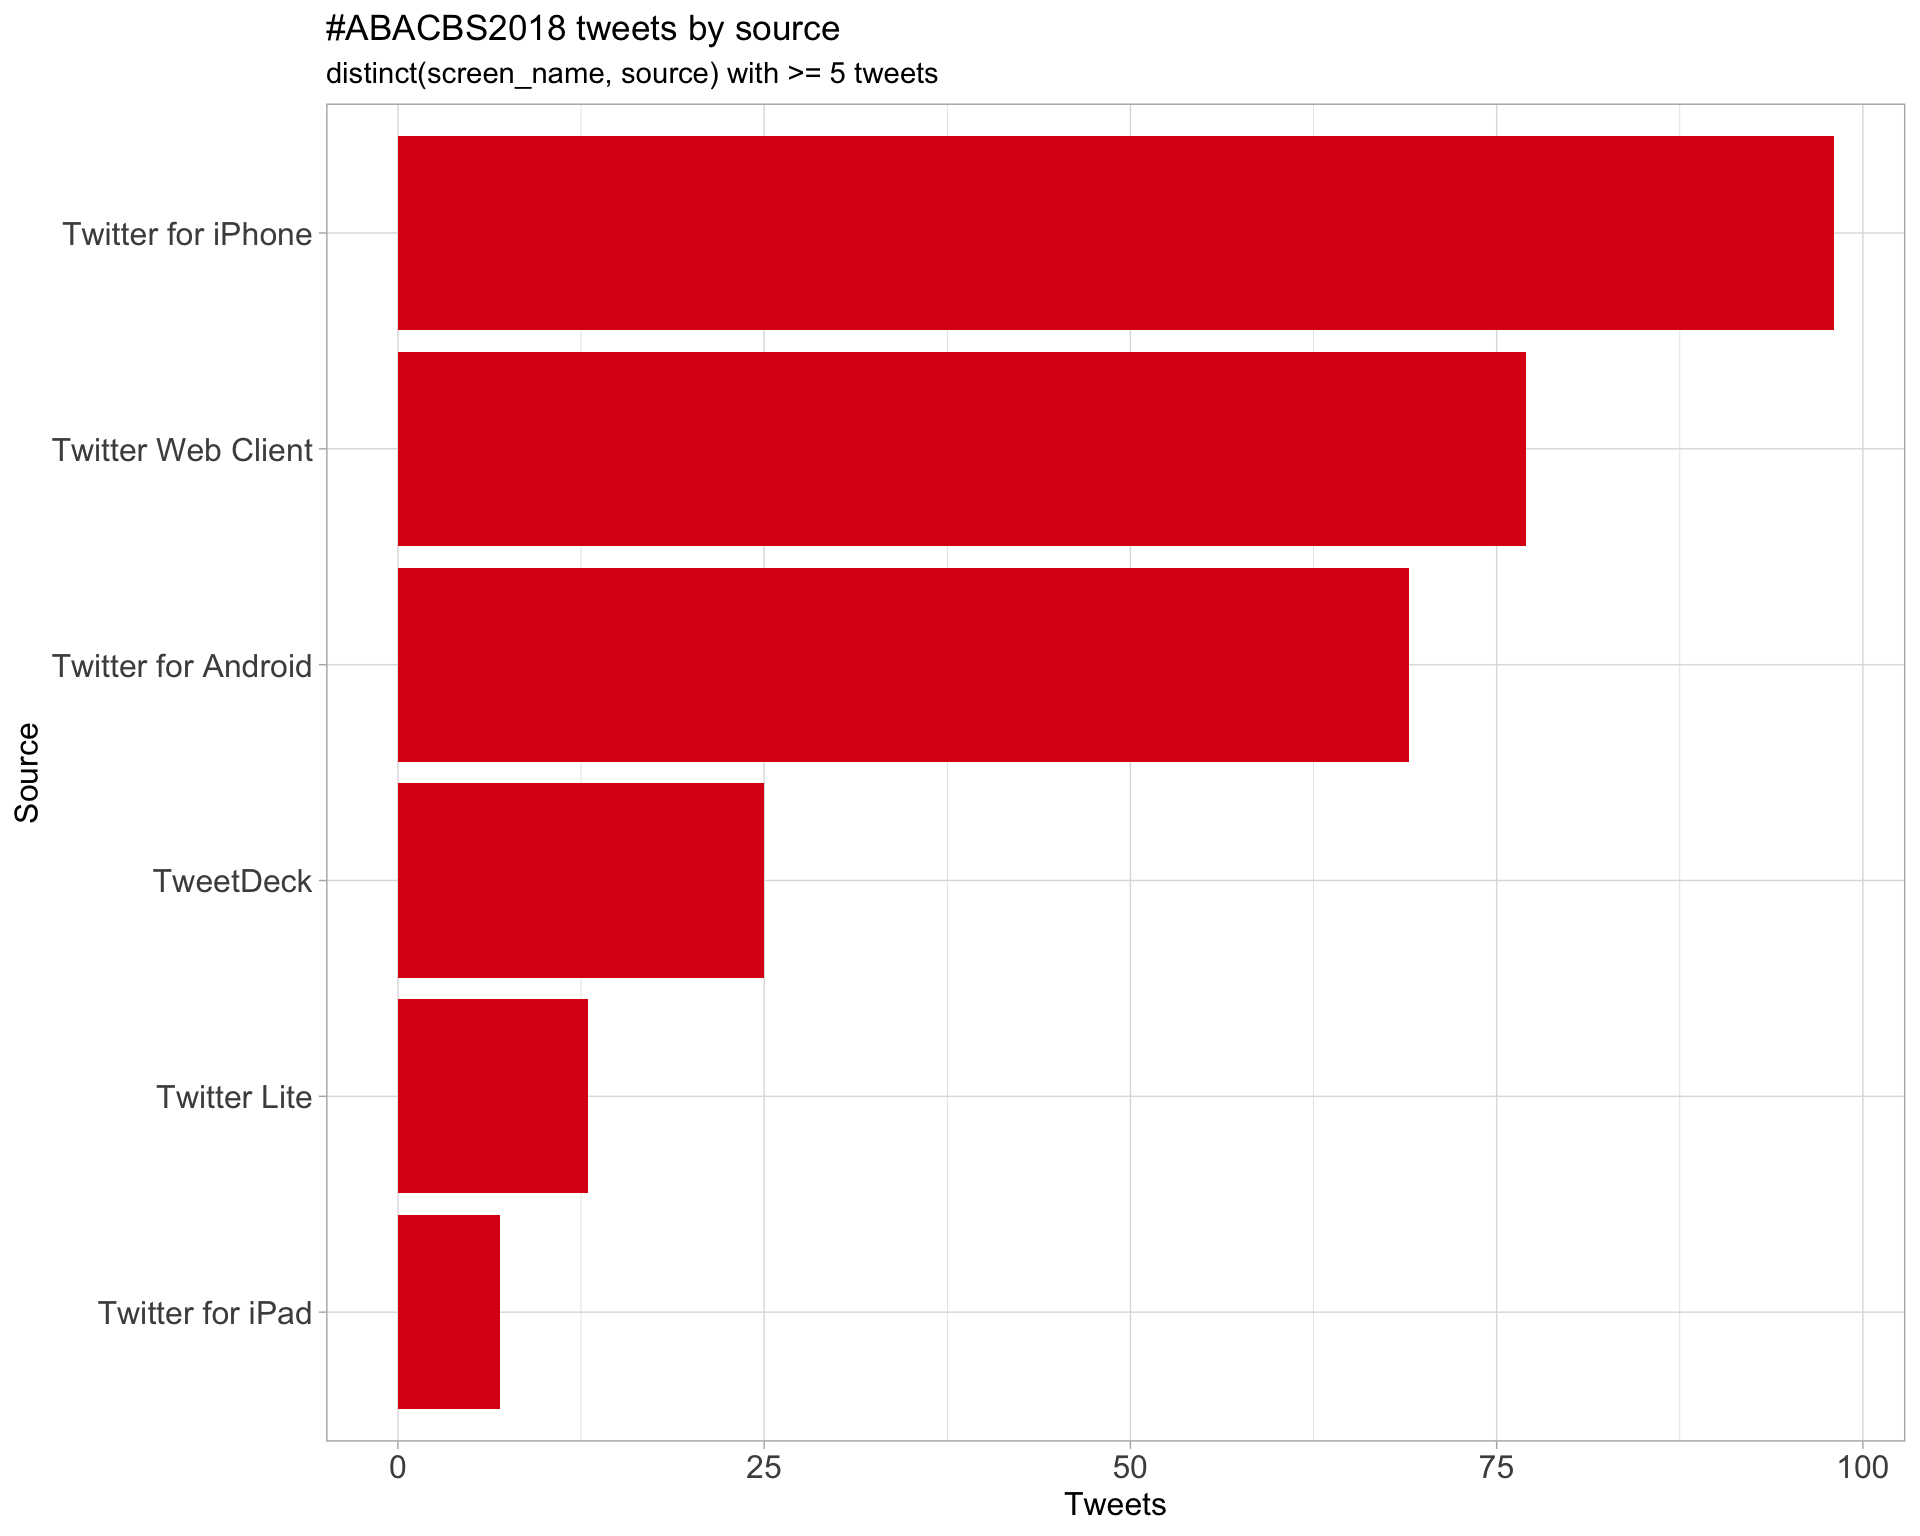 #ABACBS2018 tweets by source
distinct(screen_name, source) with >= 5 tweets
Source
Twitter for iPhone
Twitter Web Client
Twitter for Android
TweetDeck
Twitter Lite
Twitter for iPad
0 25 50 75 100
Tweets